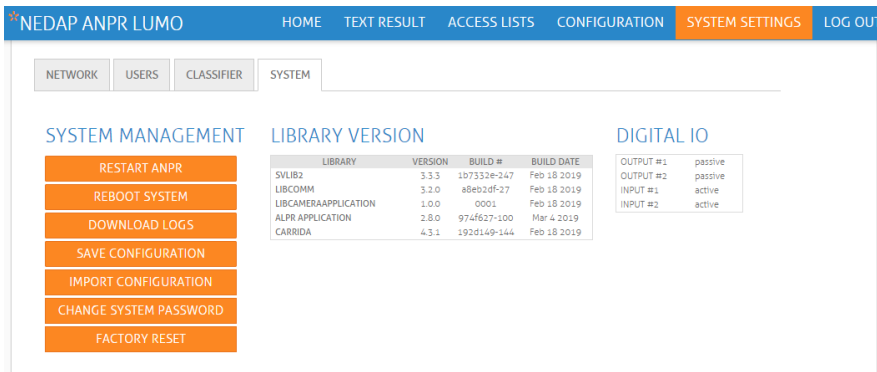 NEDAP ANPR LUMO HOME TEXT RESULT ACCESS LISTS CONFIGURATION SYSTEM SETTINGS LOG OU
NETWORK USERS CLASSIFIER SYSTEM
SYSTEM MANAGEMENT
RESTART ANPR
REBOOT SYSTEM
DOWNLOAD LOGS
SAVE CONFIGURATION
IMPORT CONFIGURATION
CHANGE SYSTEM PASSWORD
FACTORY RESET
LIBRARY VERSION
LIBRARY VERSION BUILD # BUILD DATE
SVLIB2 3.3.3 1b7332e-247 Feb 18 2019
LIBCOMM 3.2.0 a8eb2df-27 Feb 18 2019
LIBCAMERAAPPLICATION 1.0.0 0001 Feb 18 2019
ALPR APPLICATION 2.8.0 974f627-100 Mar 4 2019
CARRIDA 4.3.1 192d149-144 Feb 18 2019
DIGITAL IO
OUTPUT #1 passive
OUTPUT #2 passive
INPUT #1 active
INPUT #2 active